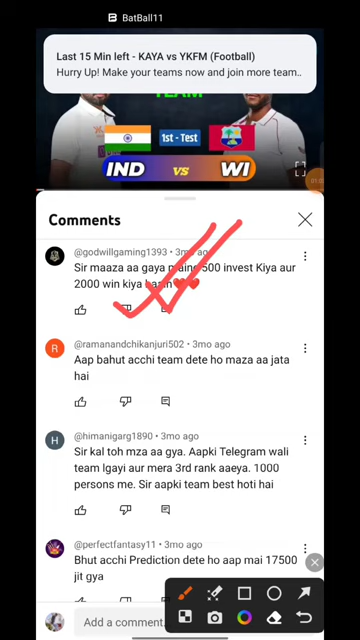 BatBall11
Last 15 Min left - KAYA vs YKFM (Football)
Hurry Up! Make your teams now and join more team..
TEAM
1st - Test
IND vs WI
Comments
@godwillgaming1393 • 3mo ago
Sir maaza aa gaya maine 500 invest Kiya aur
2000 win kiya
@ramanandchikanjuri502 • 3mo ago
R
Aap bahut acchi team dete ho maza aa jata
hai
@himanigarg1890 • 3mo ago
H
Sir kal toh mza aa gya. Aapki Telegram wali
team lgayi aur mera 3rd rank aaeya. 1000
persons me. Sir aapki team best hoti hai
@perfectfantasy11 • 3mo ago
Bhut acchi Prediction dete ho aap mai 17500
jit gya
Add a comment...